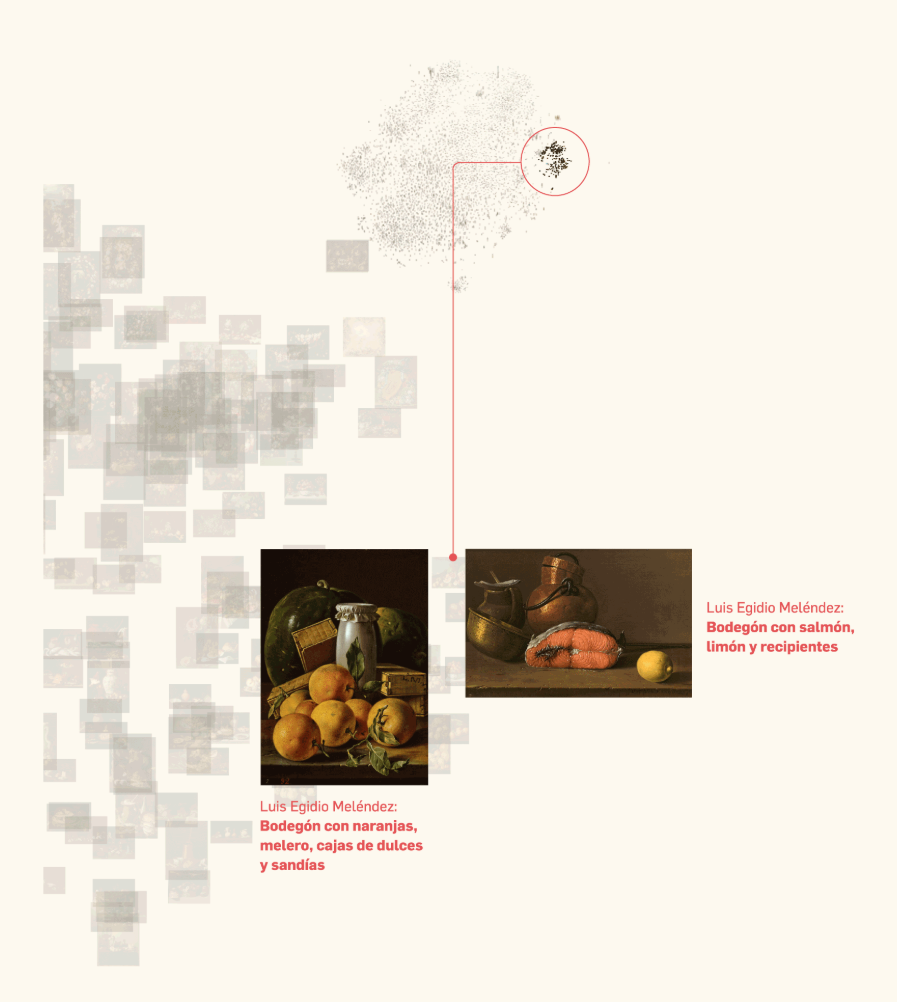 Luis Egidio Meléndez:
Bodegón con salmón,
limón y recipientes
Luis Egidio Meléndez:
Bodegón con naranjas,
melero, cajas de dulces
y sandías